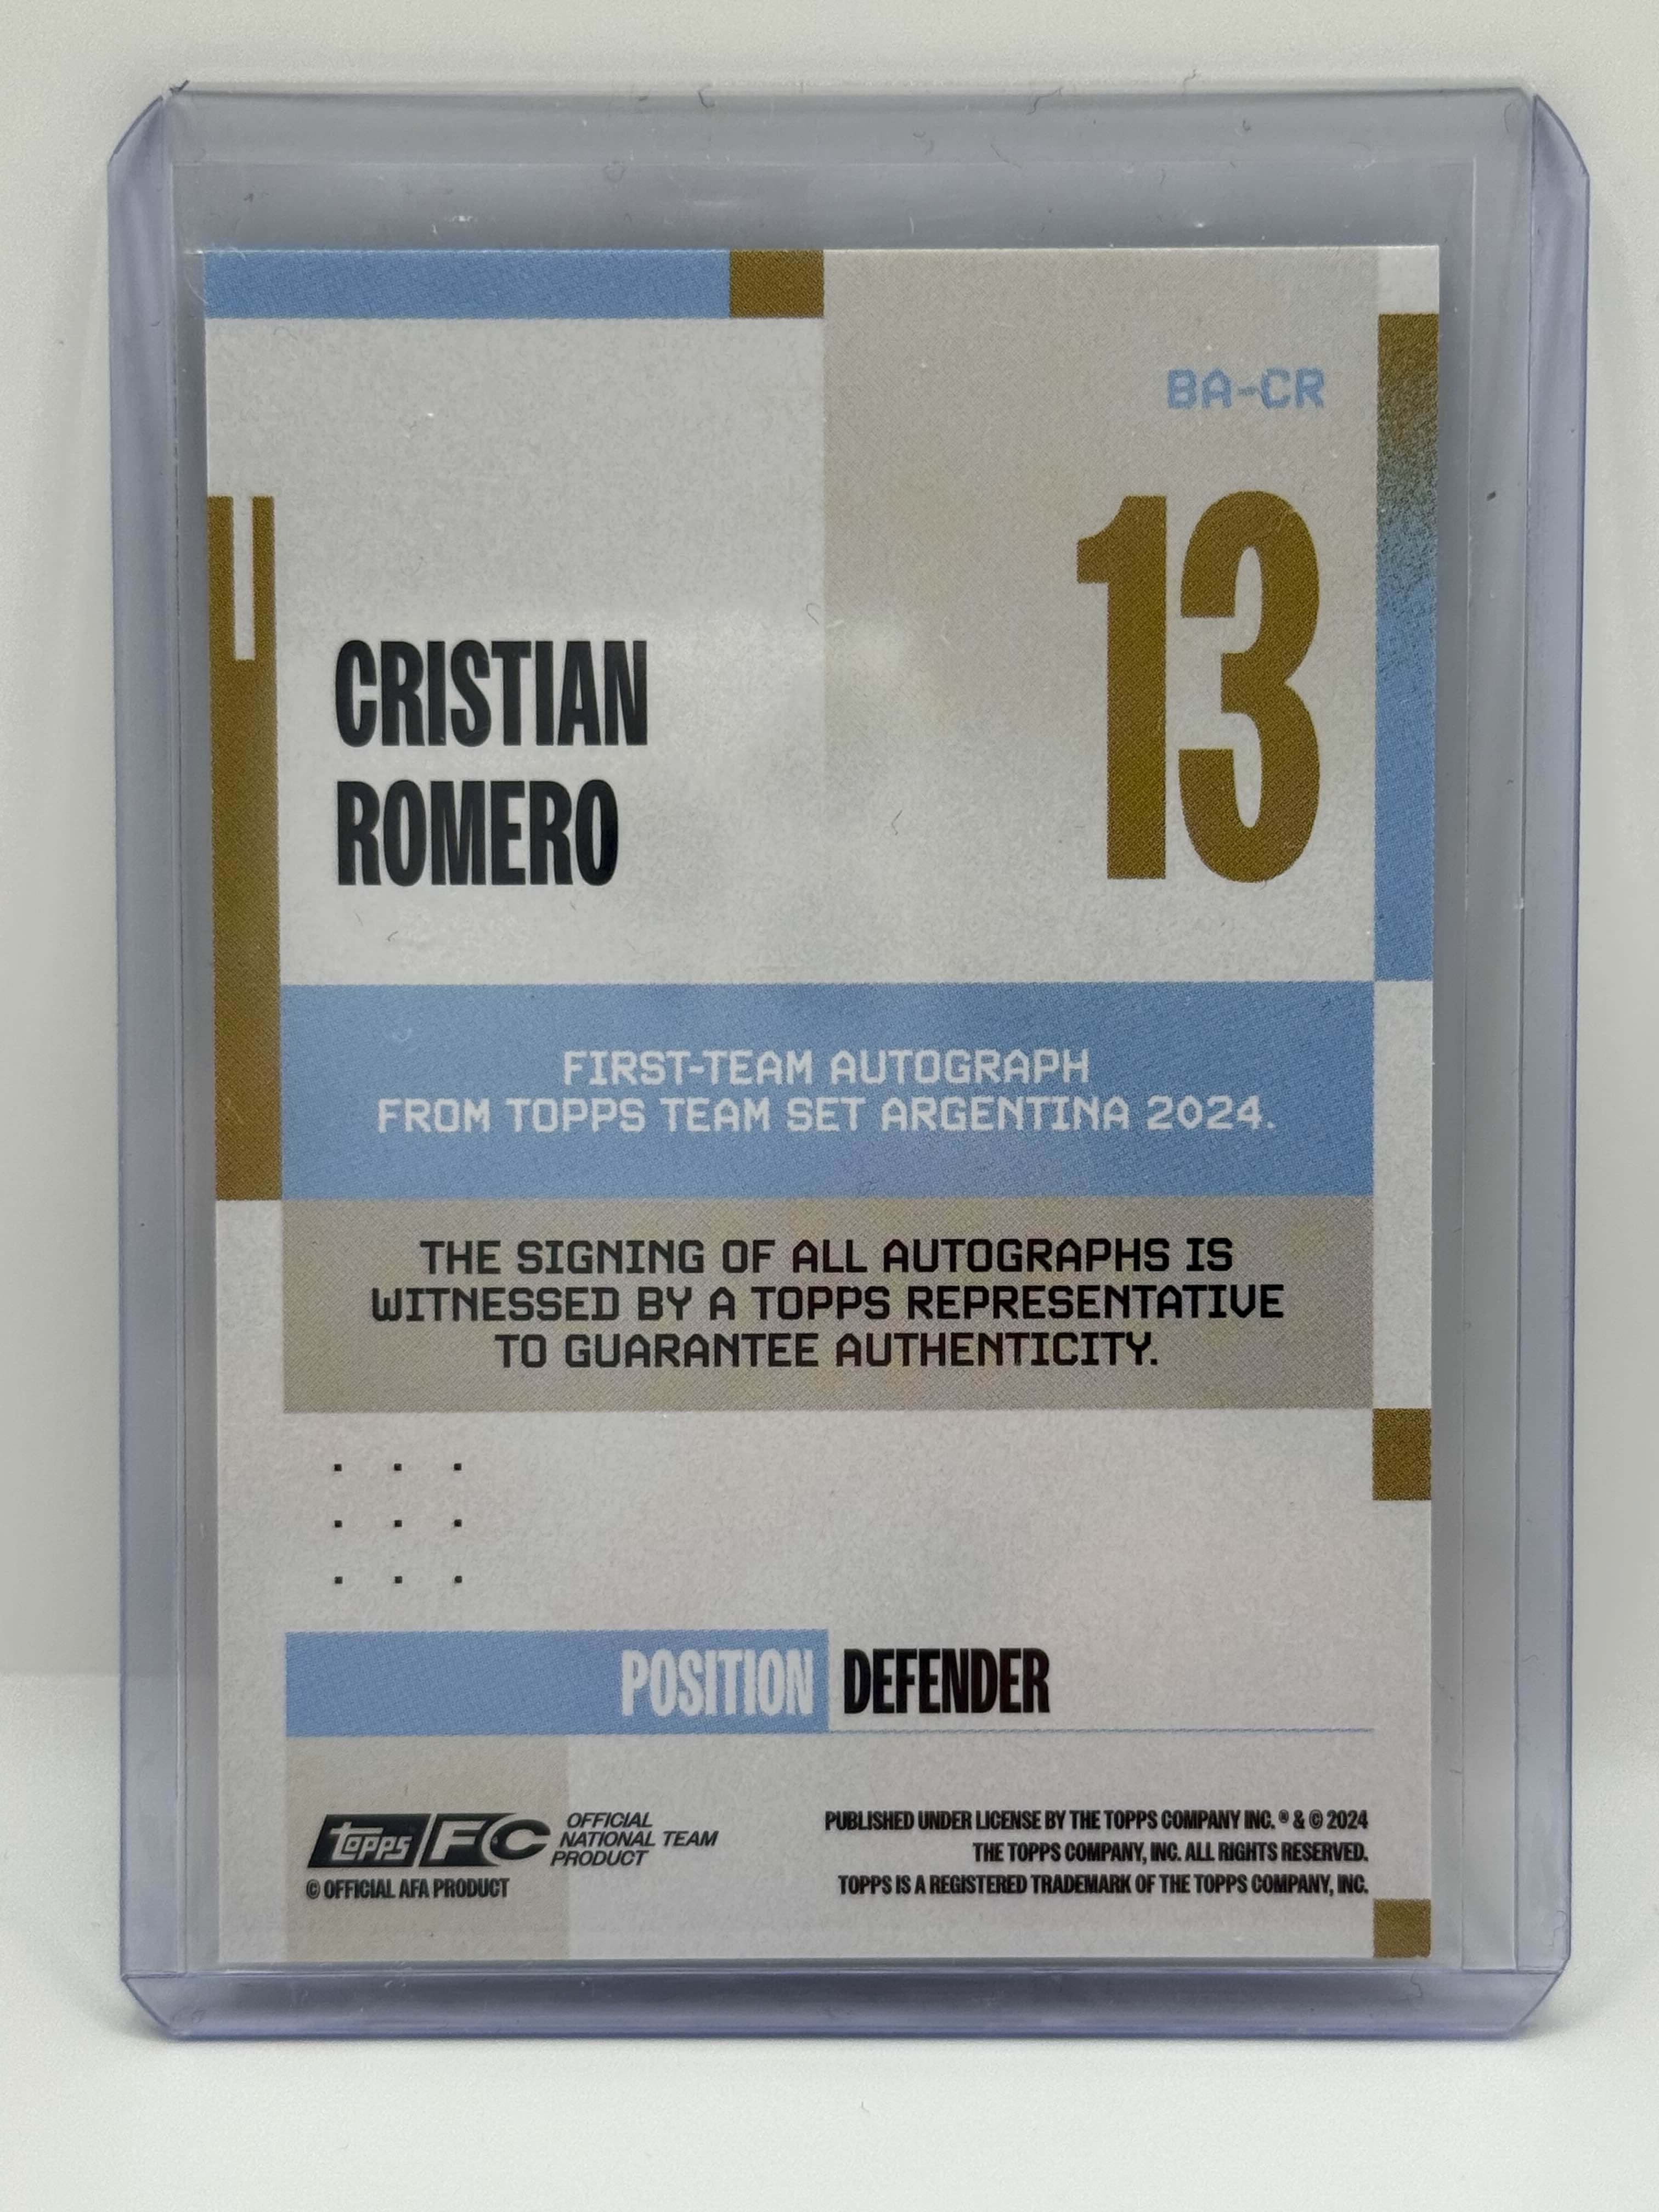 BA-CR
13
CRISTIAN
ROMERO
FIRST-TEAM AUTOGRAPH
FROM TOPPS TEAM SET ARGENTINA 2024.
THE SIGNING OF ALL AUTOGRAPHS IS
WITNESSED BY A TOPPS REPRESENTATIVE
TO GUARANTEE AUTHENTICITY.
POSITION DEFENDER
topps FC
OFFICIAL
NATIONAL TEAM
PRODUCT
© OFFICIAL AFA PRODUCT
PUBLISHED UNDER LICENSE BY THE TOPPS COMPANY INC. ® & © 2024
THE TOPPS COMPANY, INC. ALL RIGHTS RESERVED.
TOPPS IS A REGISTERED TRADEMARK OF THE TOPPS COMPANY, INC.